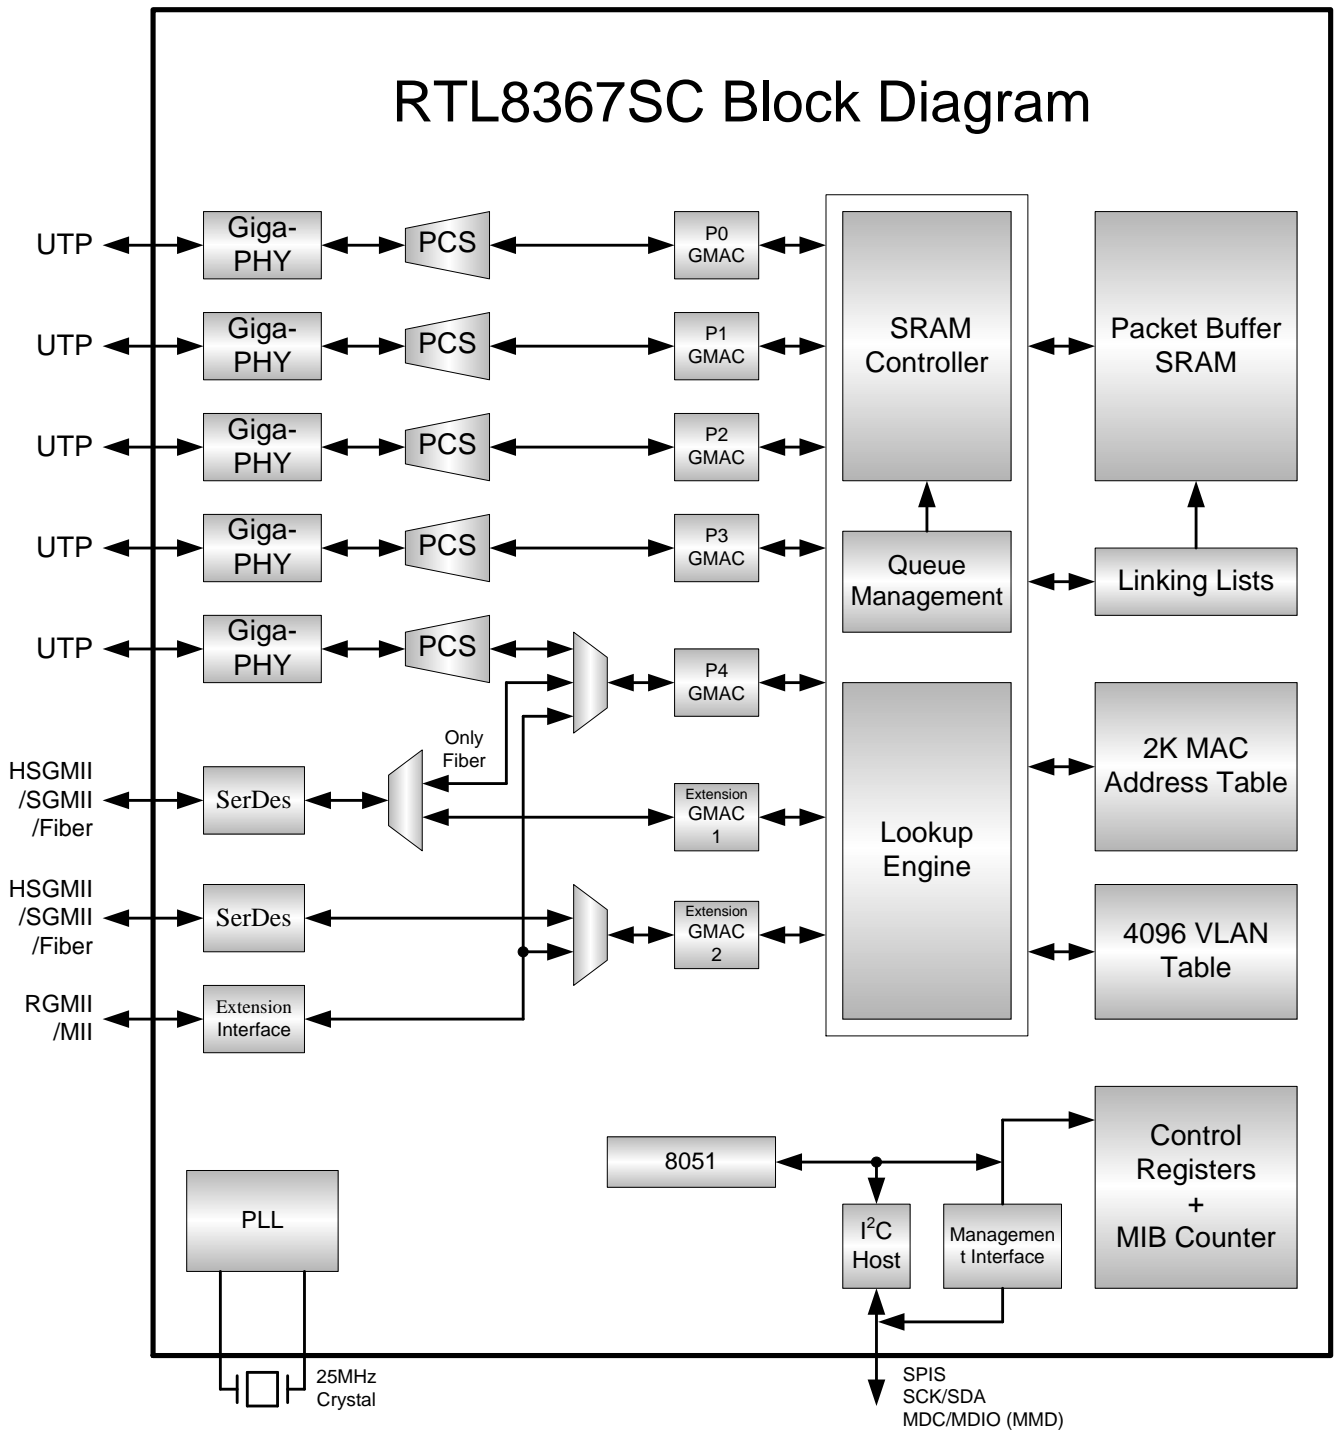 RTL8367SC Block Diagram
UTP
Giga-
PHY
PCS
P0
GMAC
UTP
Giga-
PHY
PCS
P1
GMAC
UTP
Giga-
PHY
PCS
P2
GMAC
UTP
Giga-
PHY
PCS
P3
GMAC
UTP
Giga-
PHY
PCS
P4
GMAC
Only
Fiber
HSGMII
/SGMII
/Fiber
SerDes
Extension
GMAC
1
HSGMII
/SGMII
/Fiber
SerDes
Extension
GMAC
2
RGMII
/MII
Extension
Interface
SRAM
Controller
Queue
Management
Lookup
Engine
Packet Buffer
SRAM
Linking Lists
2K MAC
Address Table
4096 VLAN
Table
Control
Registers
+
MIB Counter
8051
I²C
Host
Managemen
t Interface
PLL
25MHz
Crystal
SPIS
SCK/SDA
MDC/MDIO (MMD)